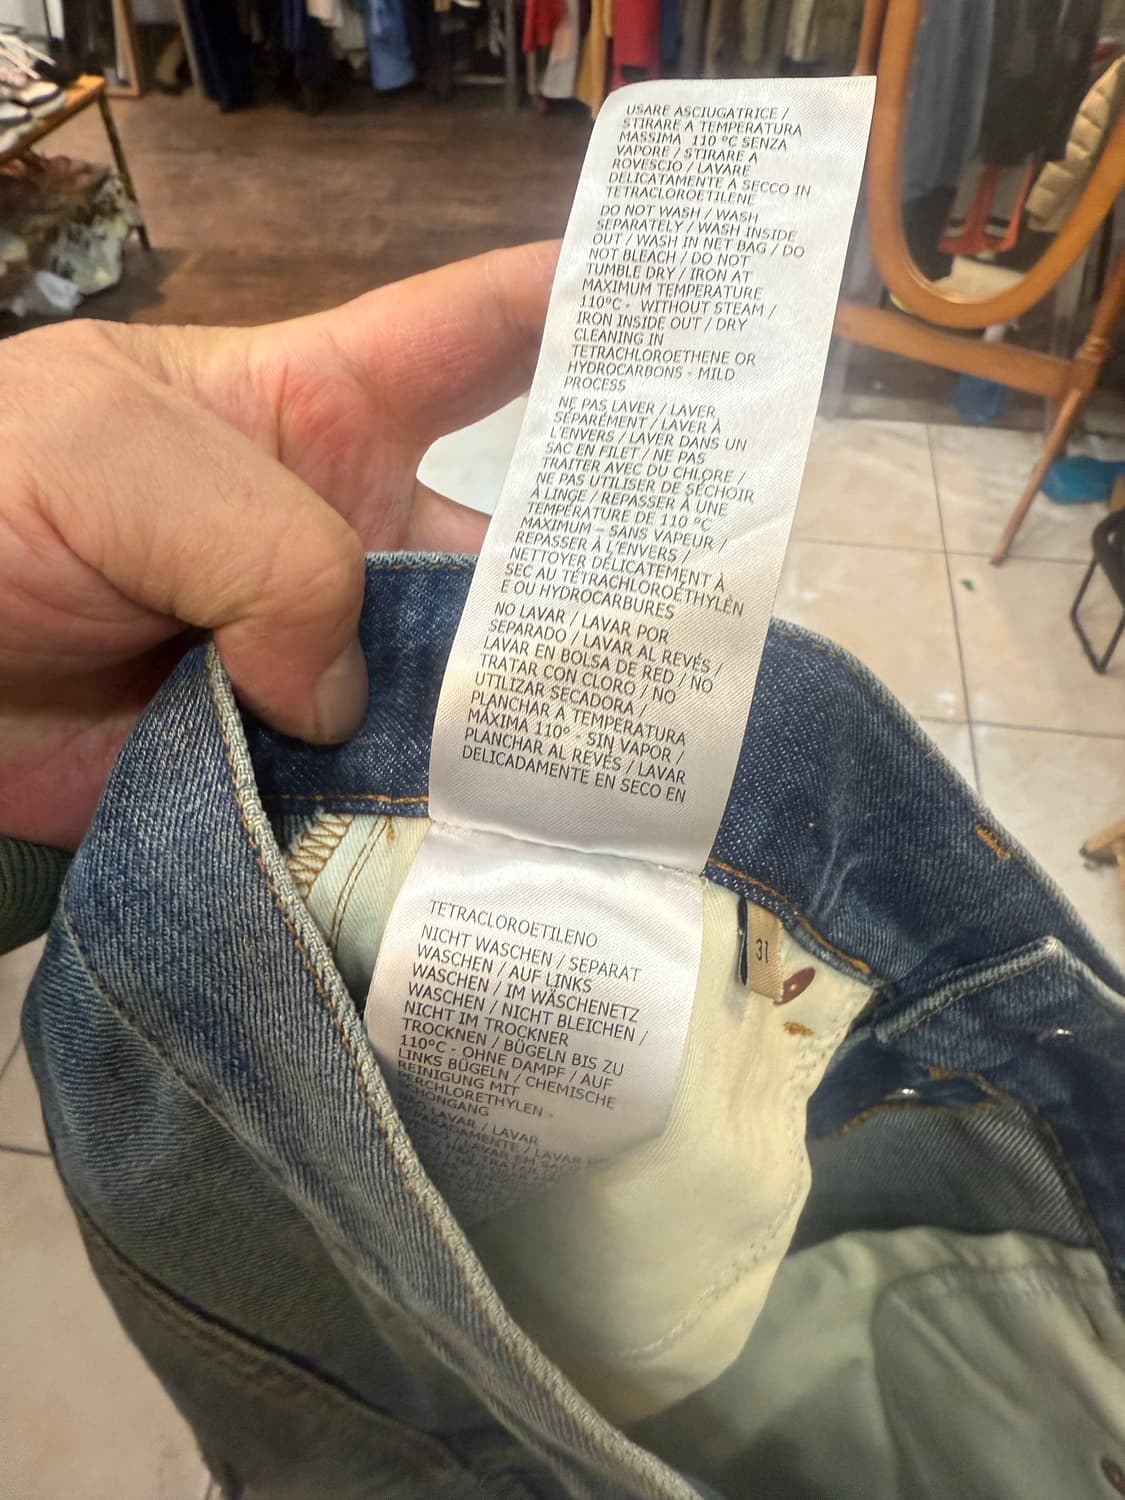 USARE ASCIUGATRICE /
STIRARE A TEMPERATURA
MASSIMA 110 °C SENZA
VAPORE / STIRARE A
ROVESCIO / LAVARE
DELICATAMENTE A SECCO IN
TETRACLOROETILENE
DO NOT WASH / WASH
SEPARATELY / WASH INSIDE
OUT / WASH IN NET BAG / DO
NOT BLEACH / DO NOT
TUMBLE DRY / IRON AT
MAXIMUM TEMPERATURE
110°C - WITHOUT STEAM /
IRON INSIDE OUT / DRY
CLEANING IN
TETRACHLOROETHENE OR
HYDROCARBONS - MILD
PROCESS
NE PAS LAVER / LAVER
SÉPARÉMENT / LAVER À
L'ENVERS / LAVER DANS UN
SAC EN FILET / NE PAS
TRAITER AVEC DU CHLORE /
NE PAS UTILISER DE SÉCHOIR
À LINGE / REPASSER À UNE
TEMPÉRATURE DE 110 °C
MAXIMUM - SANS VAPEUR /
REPASSER À L'ENVERS /
NETTOYER DÉLICATEMENT À
SEC AU TÉTRACHLOROÉTHYLÈN
E OU HYDROCARBURES
NO LAVAR / LAVAR POR
SEPARADO / LAVAR AL REVÉS /
LAVAR EN BOLSA DE RED / NO
TRATAR CON CLORO / NO
UTILIZAR SECADORA /
PLANCHAR A TEMPERATURA
MÁXIMA 110° - SIN VAPOR /
PLANCHAR AL REVÉS / LAVAR
DELICADAMENTE EN SECO EN
TETRACLOROETILENO
NICHT WASCHEN / SEPARAT
WASCHEN / AUF LINKS
WASCHEN / IM WÄSCHENETZ
WASCHEN / NICHT BLEICHEN /
NICHT IM TROCKNER
TROCKNEN / BÜGELN BIS ZU
110°C - OHNE DAMPF / AUF
LINKS BÜGELN / CHEMISCHE
REINIGUNG MIT
PERCHLORETHYLEN -
LAVAR / LAVAR
/ LAVAR
31